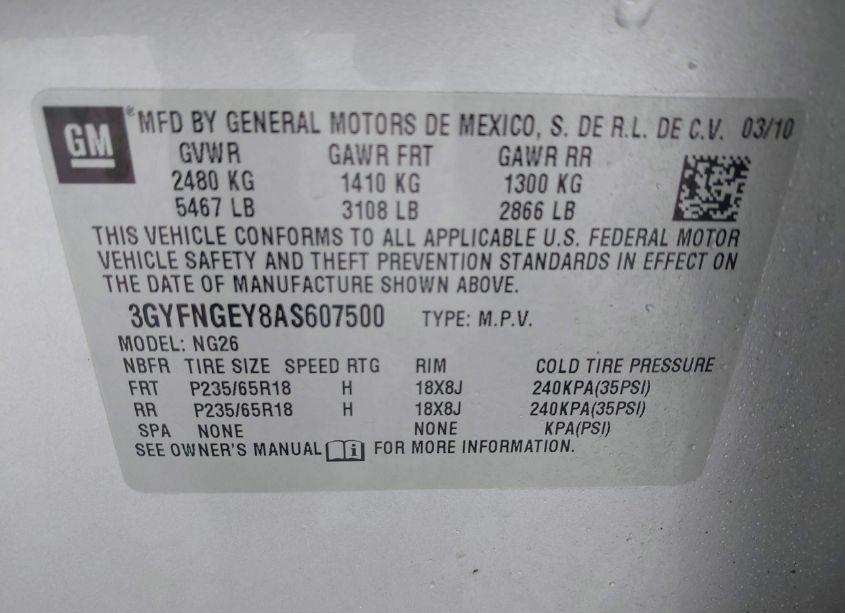 GM ® MFD BY GENERAL MOTORS DE MEXICO, S. DE R.L. DE C.V. 03/10
GVWR GAWR FRT GAWR RR
2480 KG 1410 KG 1300 KG
5467 LB 3108 LB 2866 LB
THIS VEHICLE CONFORMS TO ALL APPLICABLE U.S. FEDERAL MOTOR
VEHICLE SAFETY AND THEFT PREVENTION STANDARDS IN EFFECT ON
THE DATE OF MANUFACTURE SHOWN ABOVE.
3GYFNGEY8AS607500 TYPE: M.P.V.
MODEL: NG26
NBFR TIRE SIZE SPEED RTG RIM COLD TIRE PRESSURE
FRT P235/65R18 H 18X8J 240KPA(35PSI)
RR P235/65R18 H 18X8J 240KPA(35PSI)
SPA NONE NONE KPA(PSI)
SEE OWNER'S MANUAL i FOR MORE INFORMATION.